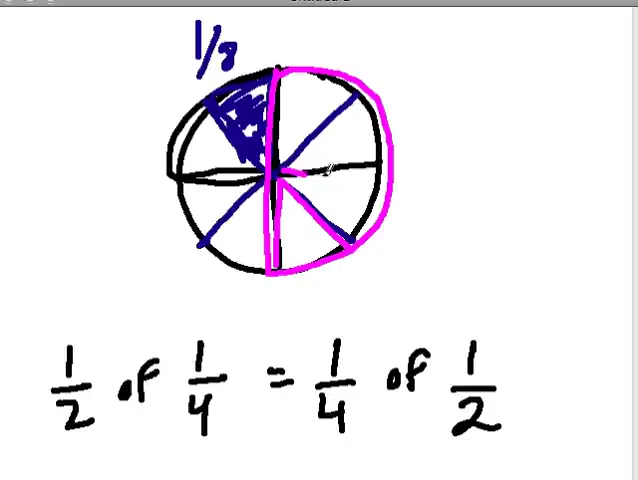 1/8
1/2 of 1/4 = 1/4 of 1/2